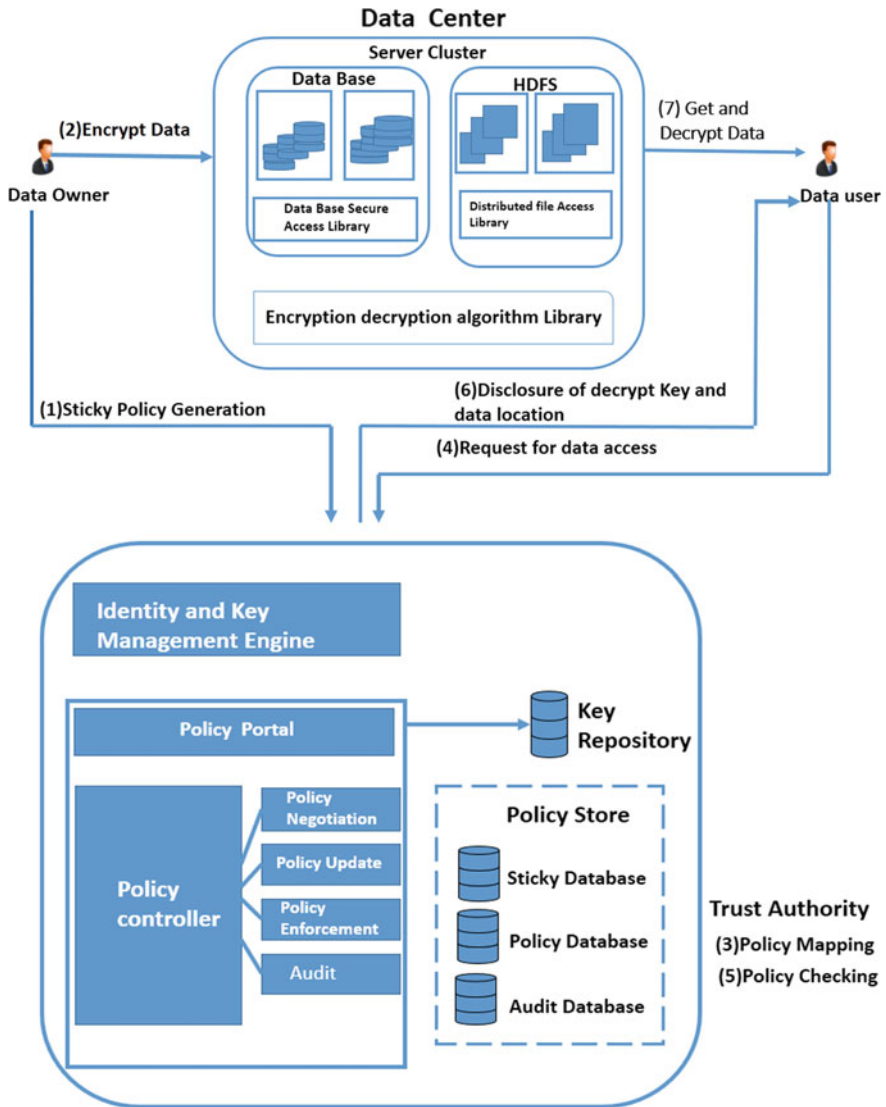 Data Center
Server Cluster
Data Base
HDFS
(2)Encrypt Data
(7) Get and
Decrypt Data
Data Owner
Data user
Data Base Secure
Access Library
Distributed file Access
Library
Encryption decryption algorithm Library
(1)Sticky Policy Generation
(6)Disclosure of decrypt Key and
data location
(4)Request for data access
Identity and Key
Management Engine
Policy Portal
Key
Repository
Policy
controller
Policy
Negotiation
Policy Update
Policy
Enforcement
Audit
Policy Store
Sticky Database
Policy Database
Audit Database
Trust Authority
(3)Policy Mapping
(5)Policy Checking